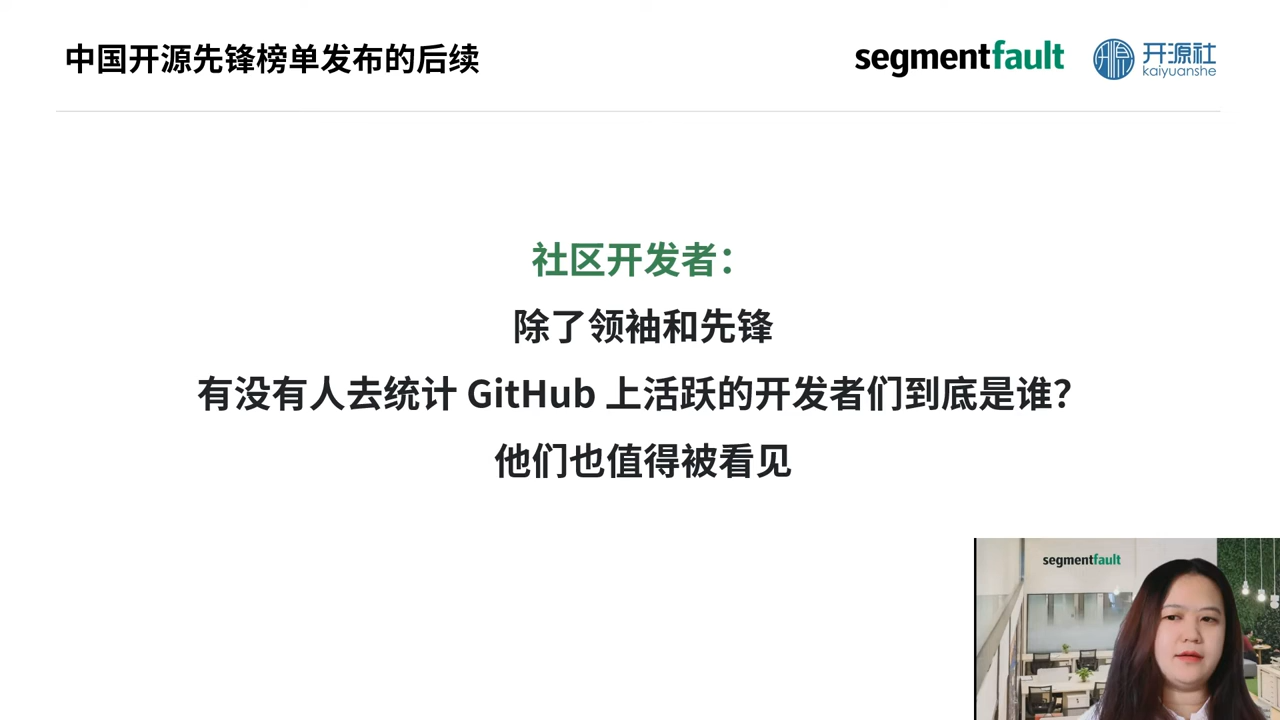 中国开源先锋榜单发布的后续
segmentfault
开源社
kaiyuanshe
社区开发者：
除了领袖和先锋
有没有人去统计 GitHub 上活跃的开发者们到底是谁？
他们也值得被看见
segmentfault